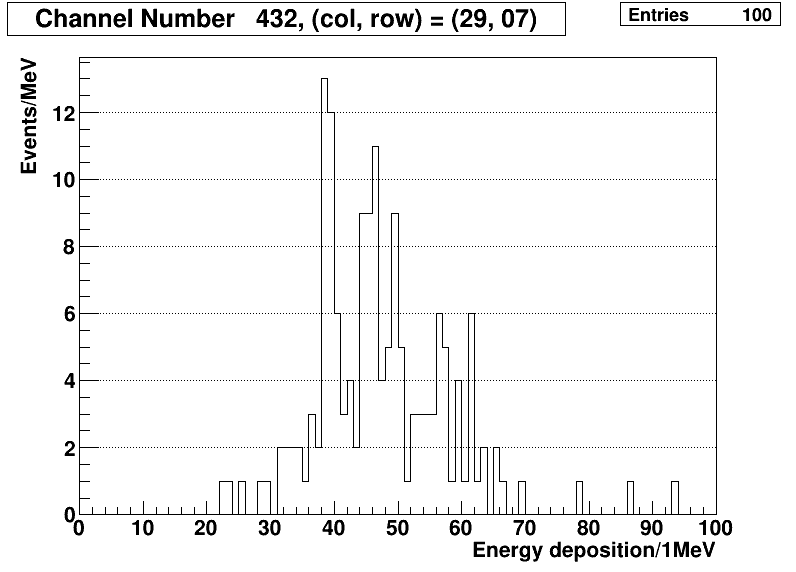 Channel Number 432, (col, row) = (29, 07)
Entries 100
Events/MeV
12
10
8
6
4
2
0
0 10 20 30 40 50 60 70 80 90 100
Energy deposition/1MeV